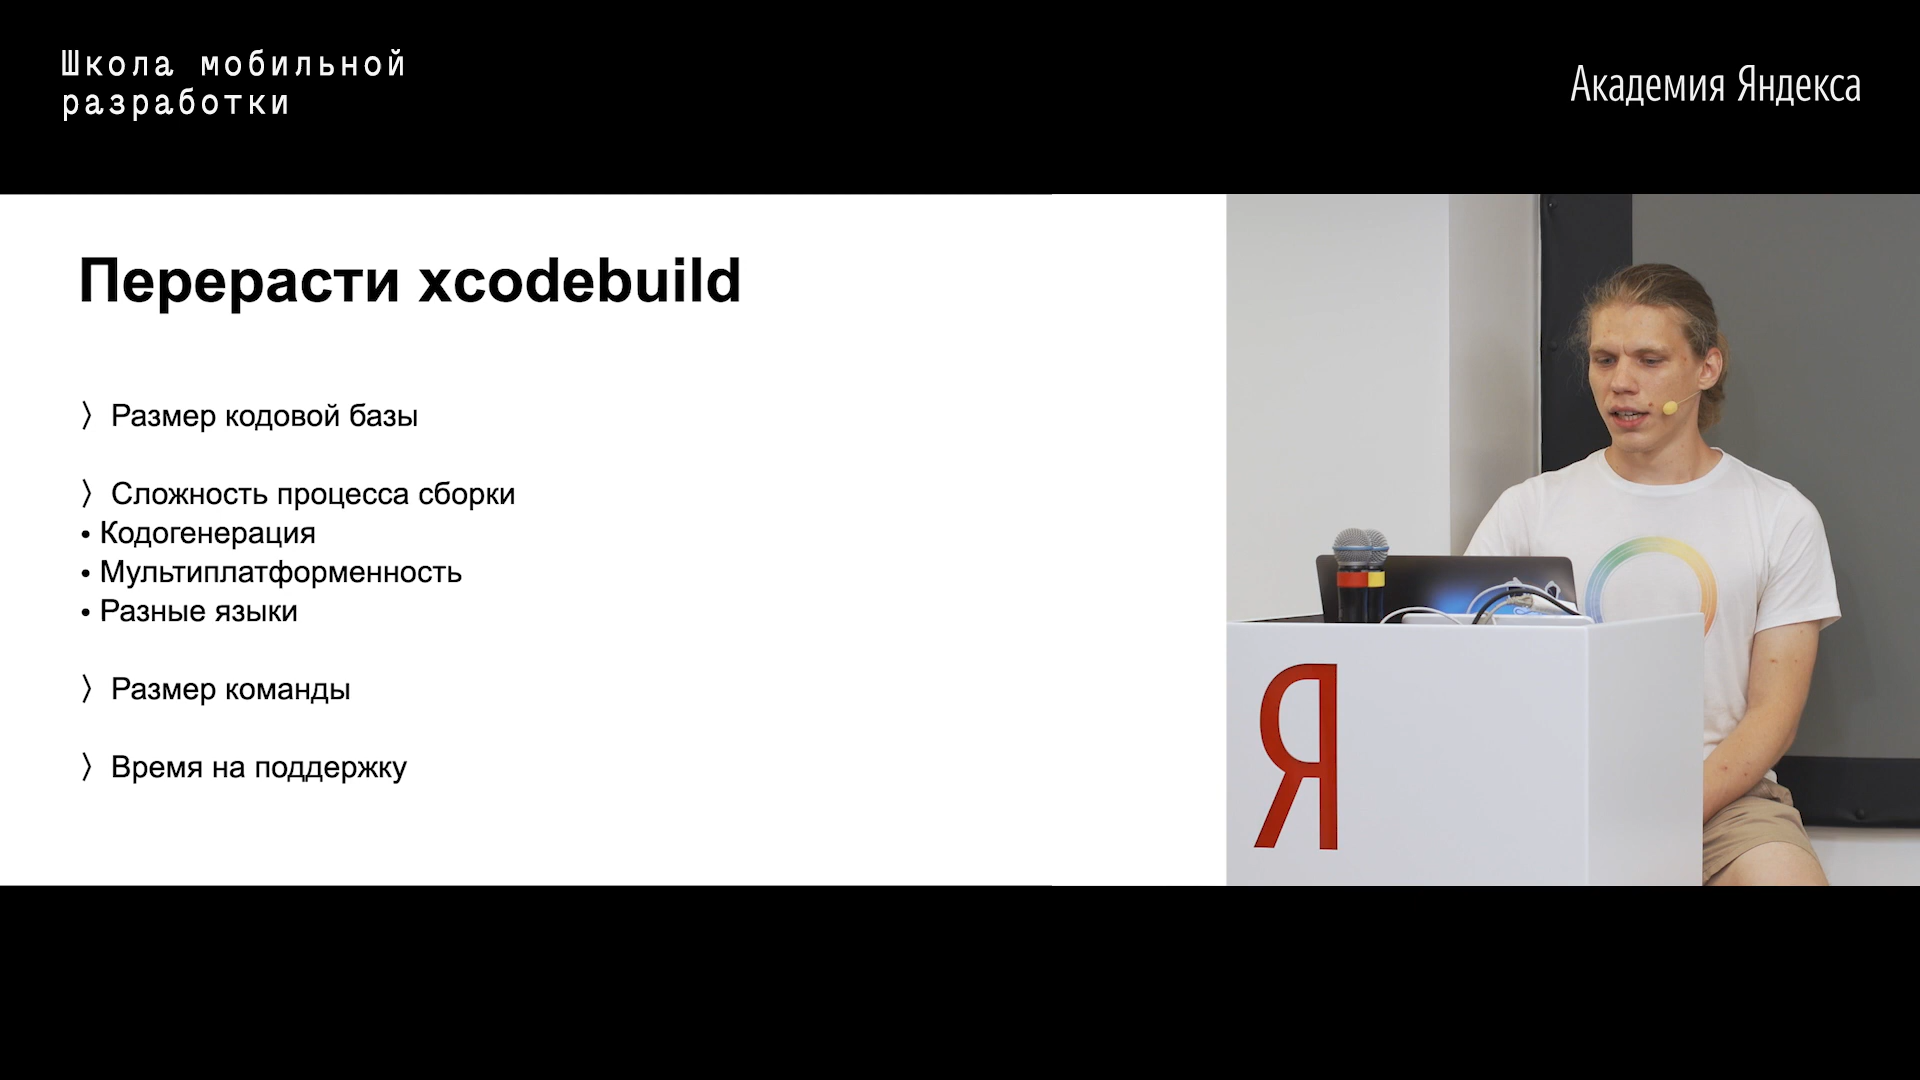 Школа мобильной
разработки
Академия Яндекса
Перерасти xcodebuild
〉 Размер кодовой базы
〉 Сложность процесса сборки
• Кодогенерация
• Мультиплатформенность
• Разные языки
〉 Размер команды
〉 Время на поддержку
Я